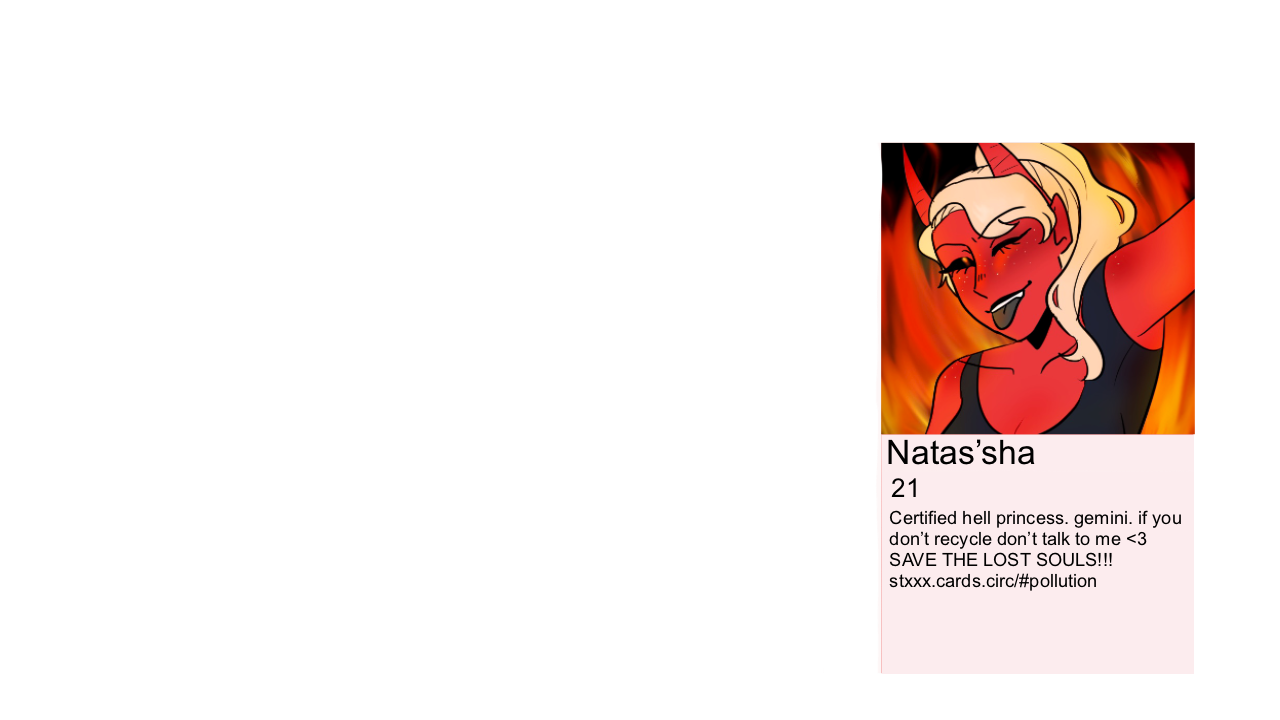 Natas’sha
21
Certified hell princess. gemini. if you
don’t recycle don’t talk to me <3
SAVE THE LOST SOULS!!!
stxxx.cards.circ/#pollution